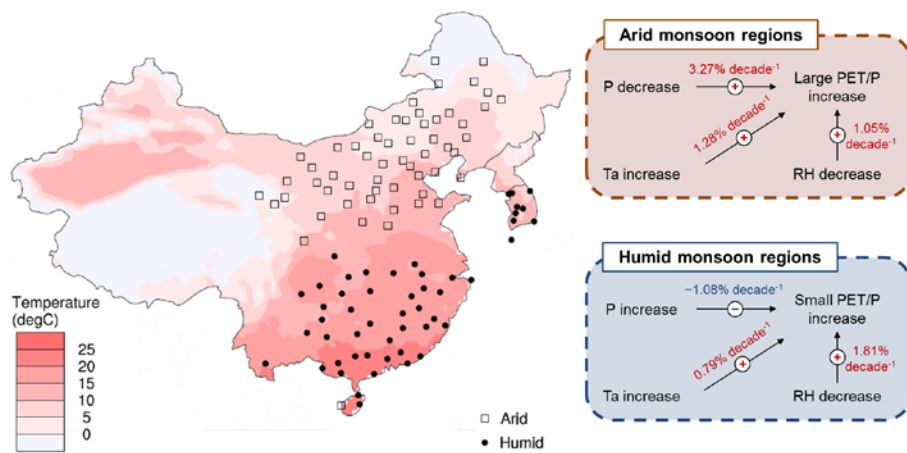 Temperature
(degC)
25
20
15
10
5
0
Arid
Humid
Arid monsoon regions
3.27% decade⁻¹
P decrease
Large PET/P
increase
1.28% decade⁻¹
1.05%
decade⁻¹
Ta increase
RH decrease
Humid monsoon regions
−1.08% decade⁻¹
P increase
Small PET/P
increase
0.79% decade⁻¹
1.81%
decade⁻¹
Ta increase
RH decrease